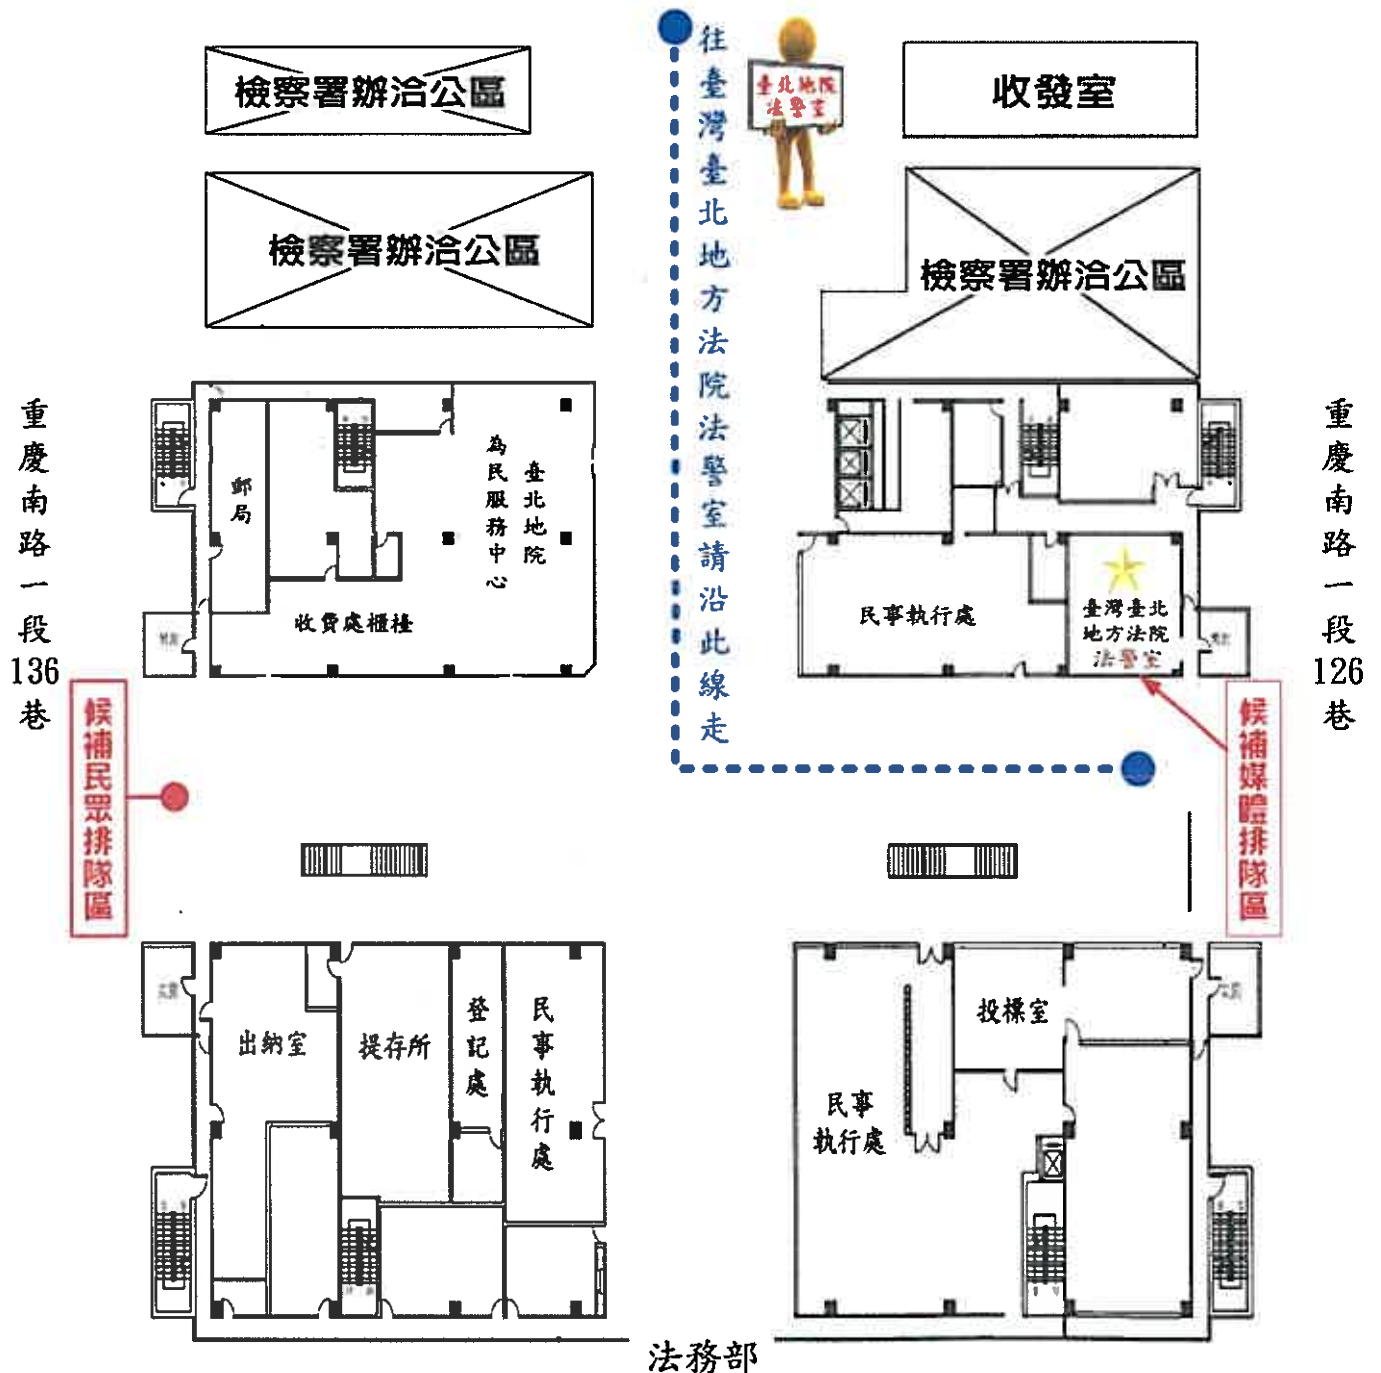 檢察署辦洽公區
往臺灣臺北地方法院法警室請沿此線走
臺北地院
法警室
收發室
檢察署辦洽公區
檢察署辦洽公區
重慶南路一段136巷
郵局
臺北地院
為民服務中心
收費處櫃檯
民事執行處
臺灣臺北
地方法院
法警室
重慶南路一段126巷
候補民眾排隊區
候補媒體排隊區
出納室
提存所
登記處
民事執行處
民事
執行處
投標室
法務部